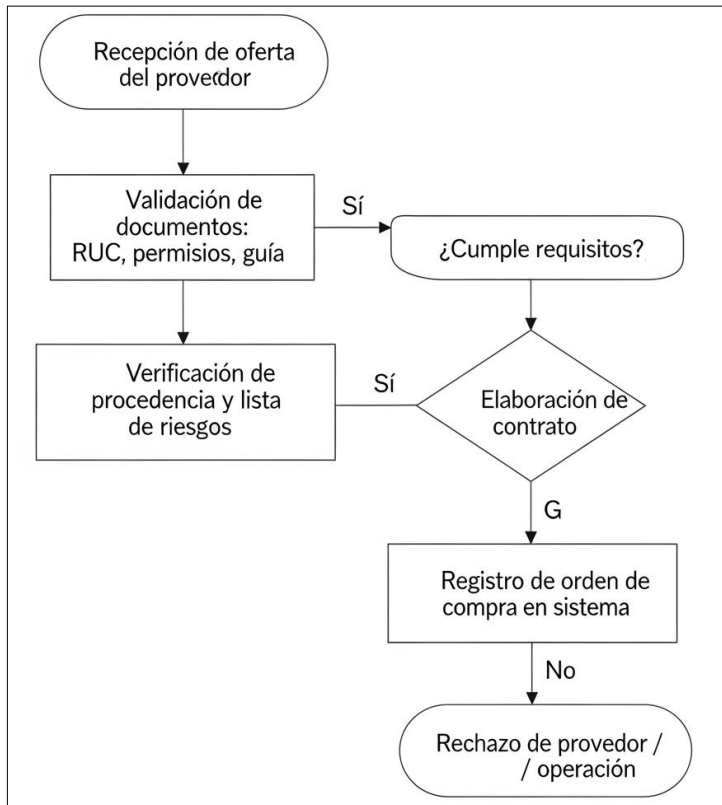 Recepción de oferta
del provedor
Validación de
documentos:
RUC, permisios, guía
Sí
¿Cumple requisitos?
Verificación de
procedencia y lista
de riesgos
Sí
Elaboración de
contrato
G
Registro de orden de
compra en sistema
No
Rechazo de provedor /
/ operación